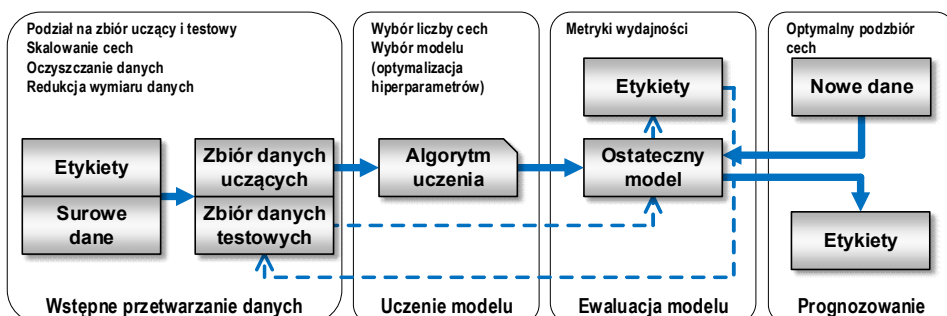 Podział na zbiór uczący i testowy
Skalowanie cech
Oczyszczanie danych
Redukcja wymiaru danych
Etykiety
Surowe
dane
Zbiór danych
uczących
Zbiór danych
testowych
Wstępne przetwarzanie danych
Wybór liczby cech
Wybór modelu
(optymalizacja
hiperparametrów)
Algorytm
uczenia
Uczenie modelu
Metryki wydajności
Etykiety
Ostateczny
model
Ewaluacja modelu
Optymalny podzbiór
cech
Nowe dane
Etykiety
Prognozowanie